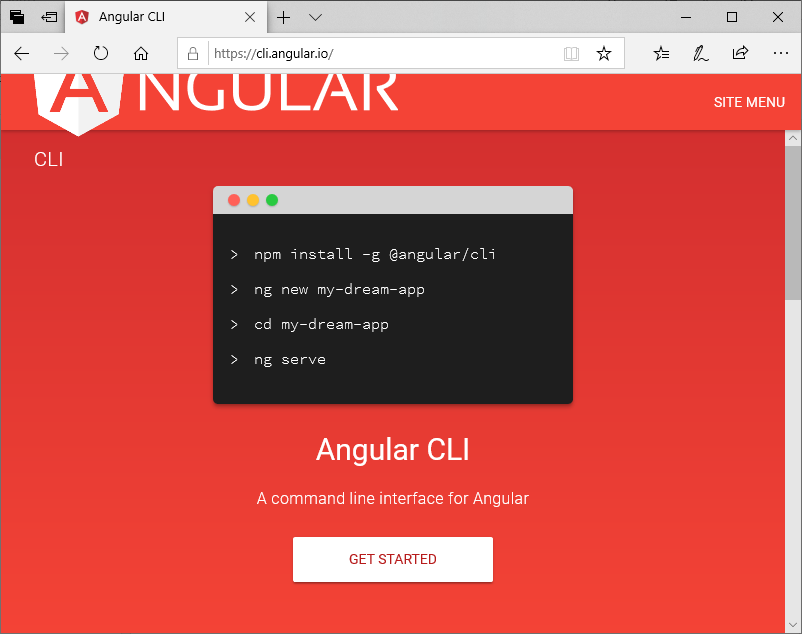 Angular CLI
https://cli.angular.io/
ANGULAR
SITE MENU
CLI
> npm install -g @angular/cli
> ng new my-dream-app
> cd my-dream-app
> ng serve
Angular CLI
A command line interface for Angular
GET STARTED